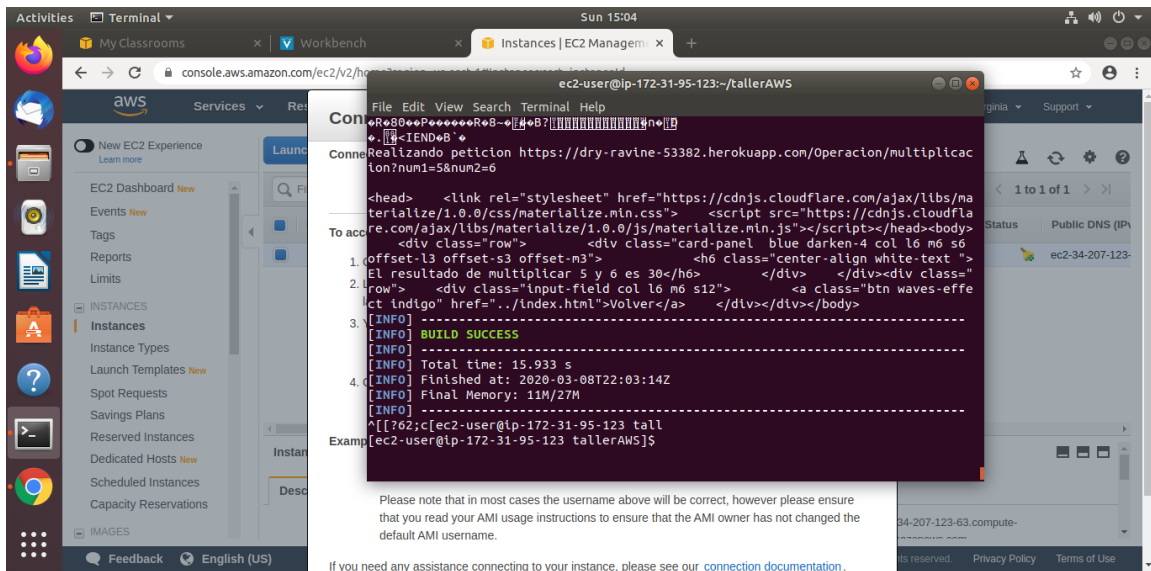 Activities Terminal Sun 15:04
My Classrooms Workbench Instances | EC2 Managem
console.aws.amazon.com/ec2/v2/
ec2-user@ip-172-31-95-123:~/tallerAWS
aws Services Support
File Edit View Search Terminal Help
New EC2 Experience
Learn more
EC2 Dashboard New
Events New
Tags
Reports
Limits
INSTANCES
Instances
Instance Types
Launch Templates New
Spot Requests
Savings Plans
Reserved Instances
Dedicated Hosts New
Scheduled Instances
Capacity Reservations
IMAGES
Feedback English (US)
To acc
1.
2.
3.
4.
Examp
<IEND B`
Realizando peticion https://dry-ravine-53382.herokuapp.com/Operacion/multiplicac
ion?num1=5&num2=6
<head> <link rel="stylesheet" href="https://cdnjs.cloudflare.com/ajax/libs/ma
terialize/1.0.0/css/materialize.min.css"> <script src="https://cdnjs.cloudfla
re.com/ajax/libs/materialize/1.0.0/js/materialize.min.js"></script></head><body>
<div class="row"> <div class="card-panel blue darken-4 col l6 m6 s6
offset-l3 offset-s3 offset-m3"> <h6 class="center-align white-text ">
El resultado de multiplicar 5 y 6 es 30</h6> </div> </div><div class="
row"> <div class="input-field col l6 m6 s12"> <a class="btn waves-effe
ct indigo" href="../index.html">Volver</a> </div></div></body>
[INFO] ------------------------------------------------------------------------
[INFO] BUILD SUCCESS
[INFO] ------------------------------------------------------------------------
[INFO] Total time: 15.933 s
[INFO] Finished at: 2020-03-08T22:03:14Z
[INFO] Final Memory: 11M/27M
[INFO] ------------------------------------------------------------------------
^[[?62;c[ec2-user@ip-172-31-95-123 tall
[ec2-user@ip-172-31-95-123 tallerAWS]$
Please note that in most cases the username above will be correct, however please ensure
that you read your AMI usage instructions to ensure that the AMI owner has not changed the
default AMI username.
If you need any assistance connecting to your instance, please see our connection documentation.
1 to 1 of 1
Status Public DNS (IPv
ec2-34-207-123-
34-207-123-63.compute-
reserved. Privacy Policy Terms of Use